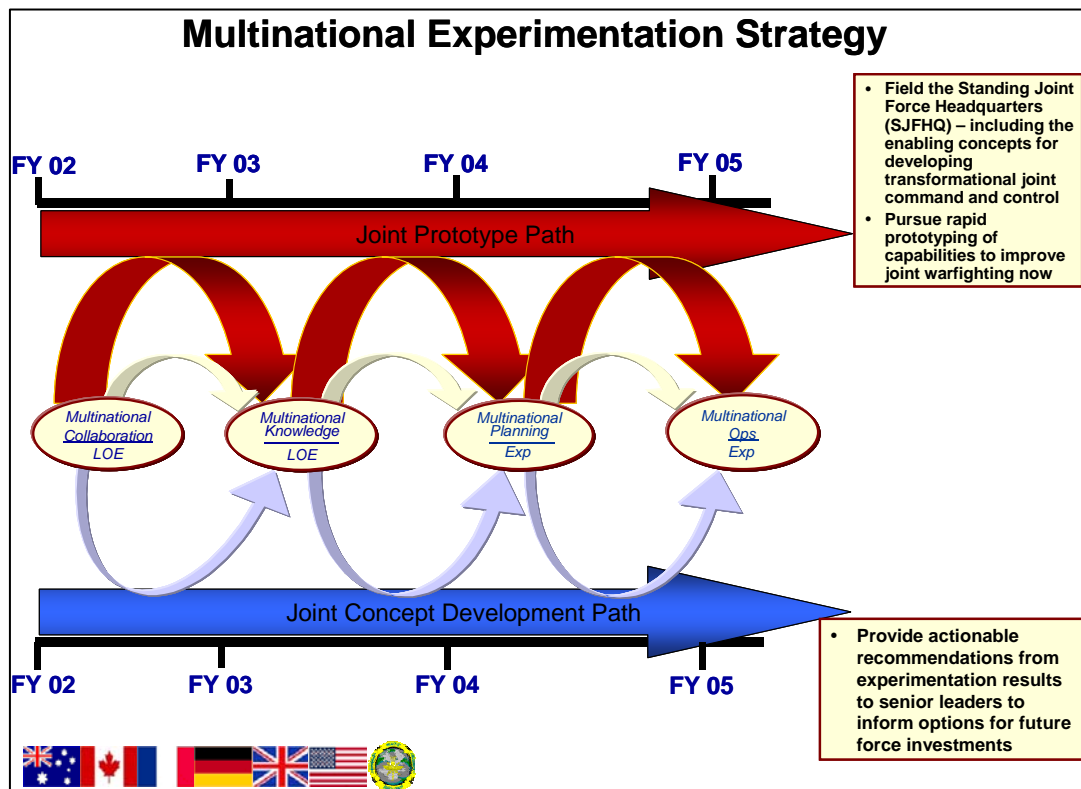 Multinational Experimentation Strategy
• Field the Standing Joint
Force Headquarters
(SJFHQ) – including the
enabling concepts for
developing
transformational joint
command and control
• Pursue rapid
prototyping of
capabilities to improve
joint warfighting now
FY 02
FY 03
FY 04
FY 05
Joint Prototype Path
Multinational
Collaboration
LOE
Multinational
Knowledge
LOE
Multinational
Planning
Exp
Multinational
Ops
Exp
Joint Concept Development Path
FY 02
FY 03
FY 04
FY 05
• Provide actionable
recommendations from
experimentation results
to senior leaders to
inform options for future
force investments